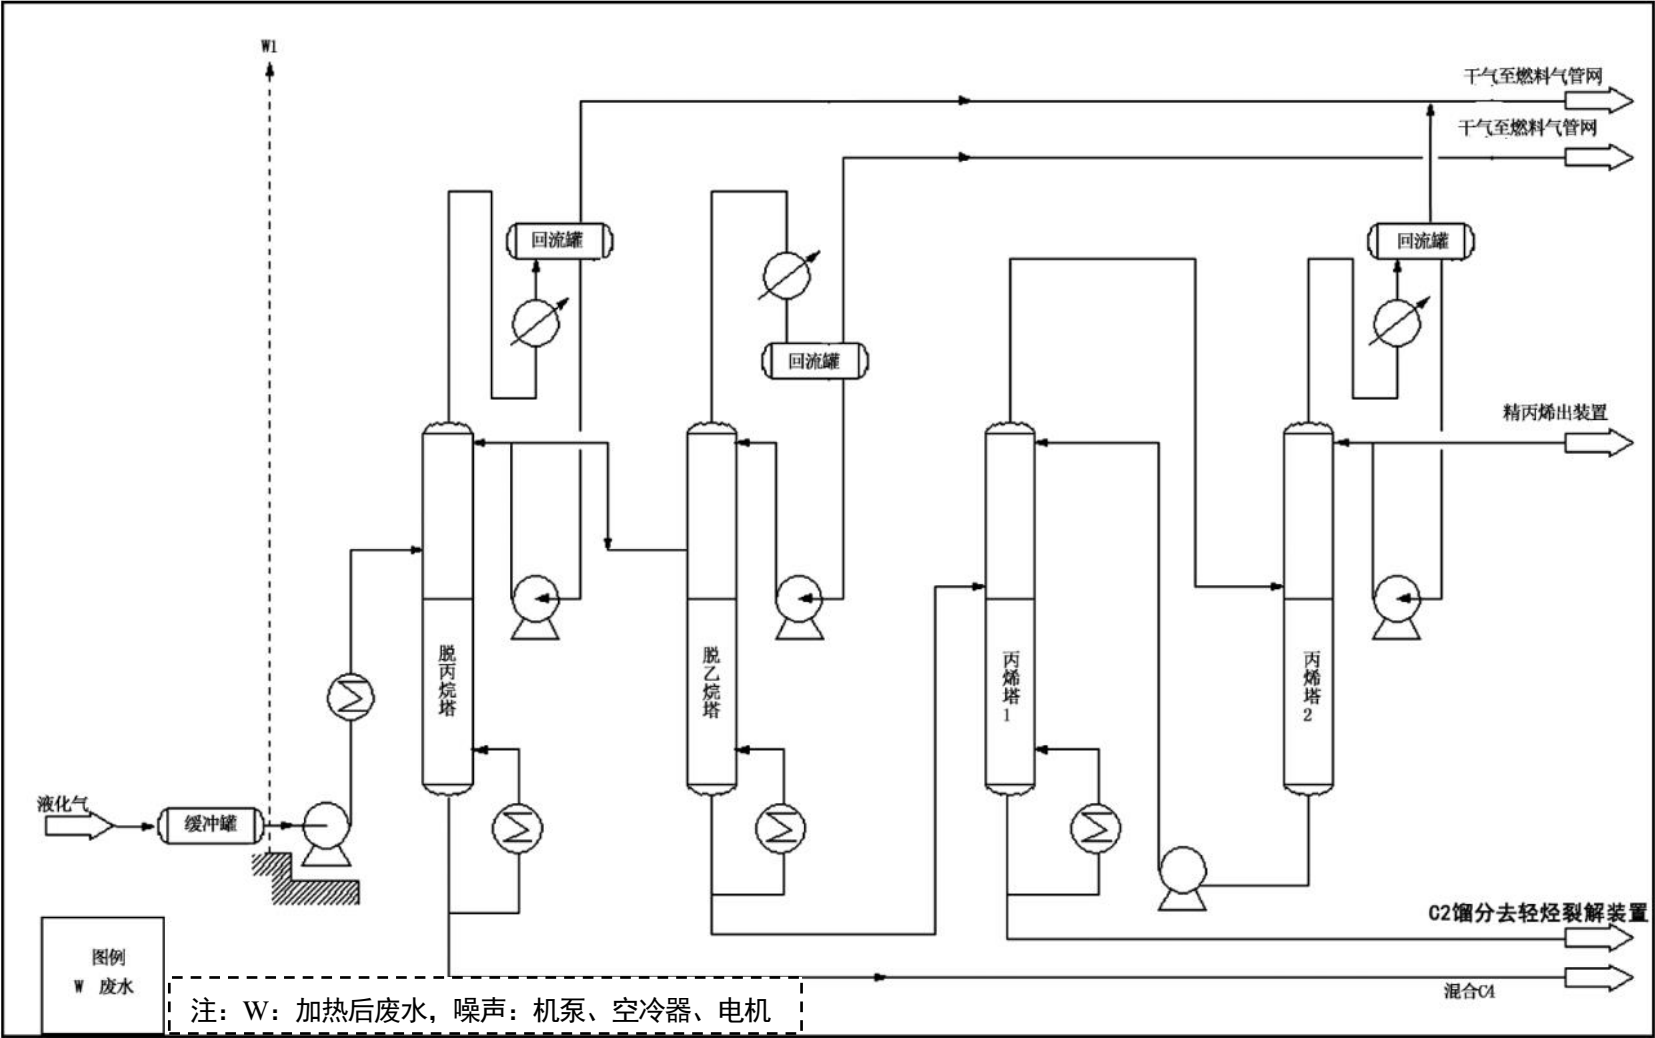 W1
干气至燃料气管网
干气至燃料气管网
回流罐
回流罐
回流罐
精丙烯出装置
脱丙烷塔
脱乙烷塔
丙烯塔1
丙烯塔2
液化气
缓冲罐
C2馏分去轻烃裂解装置
混合C4
图例
W 废水
注：W：加热后废水，噪声：机泵、空冷器、电机